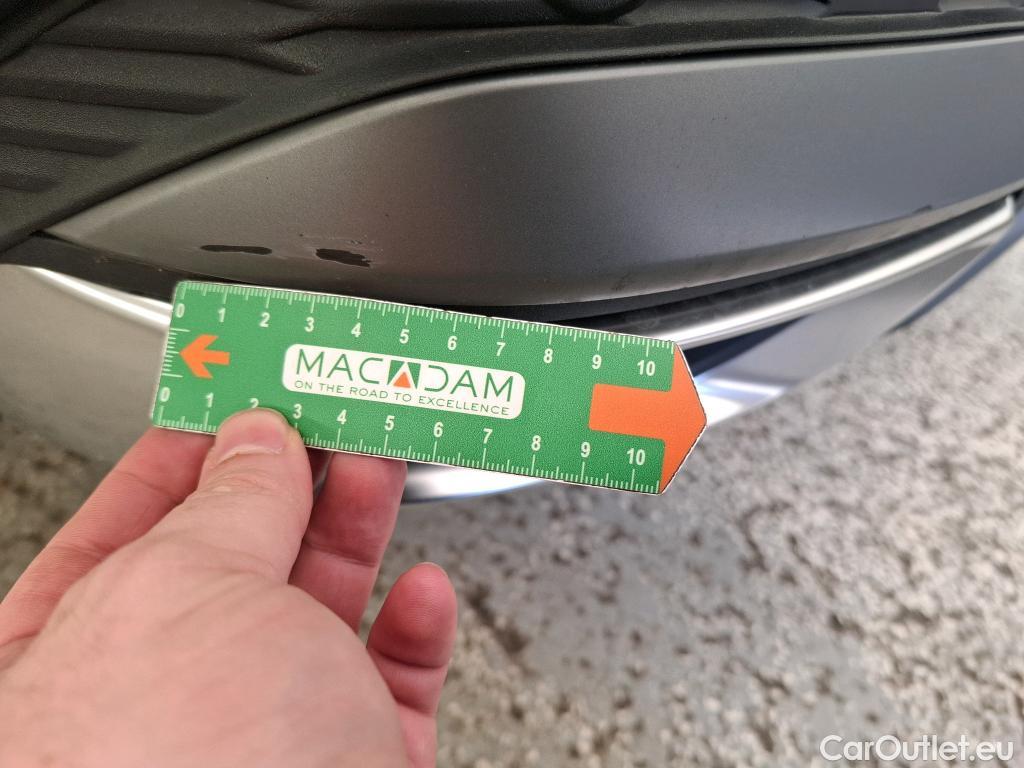 0 1 2 3 4 5 6 7 8 9 10
MACADAM
ON THE ROAD TO EXCELLENCE
0 1 2 3 4 5 6 7 8 9 10
CarOutlet.eu